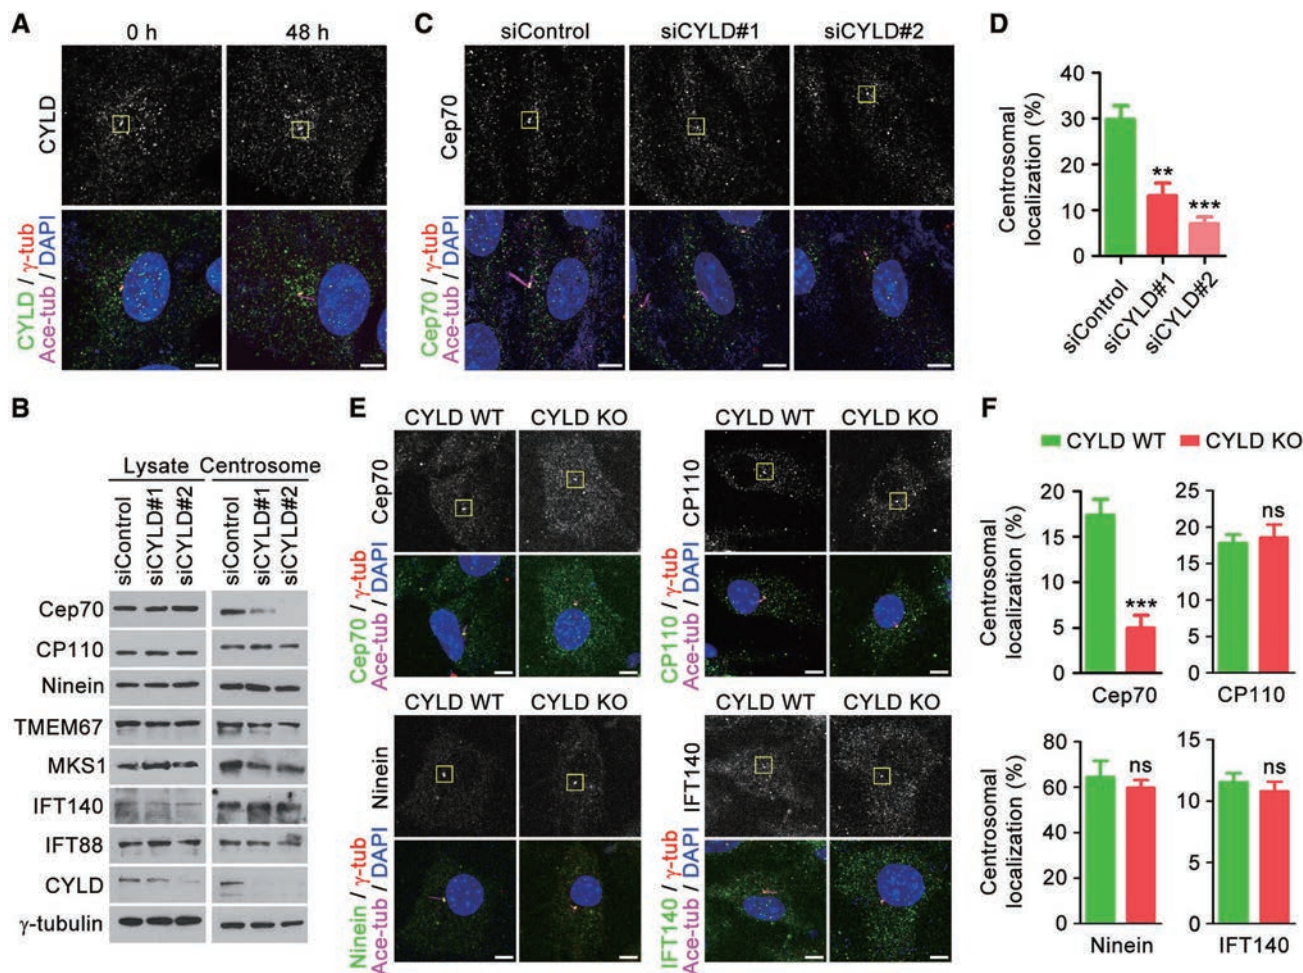 A
0 h
48 h
CYLD
CYLD / γ-tub
Ace-tub / DAPI
C
siControl
siCYLD#1
siCYLD#2
Cep70
Cep70 / γ-tub
Ace-tub / DAPI
D
Centrosomal
localization (%)
40
30
20
10
0
**
***
siControl
siCYLD#1
siCYLD#2
B
Lysate
Centrosome
siControl
siCYLD#1
siCYLD#2
siControl
siCYLD#1
siCYLD#2
Cep70
CP110
Ninein
TMEM67
MKS1
IFT140
IFT88
CYLD
γ-tubulin
E
CYLD WT
CYLD KO
Cep70
Cep70 / γ-tub
Ace-tub / DAPI
CYLD WT
CYLD KO
CP110
CP110 / γ-tub
Ace-tub / DAPI
CYLD WT
CYLD KO
Ninein
Ninein / γ-tub
Ace-tub / DAPI
CYLD WT
CYLD KO
IFT140
IFT140 / γ-tub
Ace-tub / DAPI
F
CYLD WT
CYLD KO
Centrosomal
localization (%)
20
15
10
5
0
***
Cep70
25
20
15
10
5
0
ns
CP110
Centrosomal
localization (%)
80
60
40
20
0
ns
Ninein
15
10
5
0
ns
IFT140